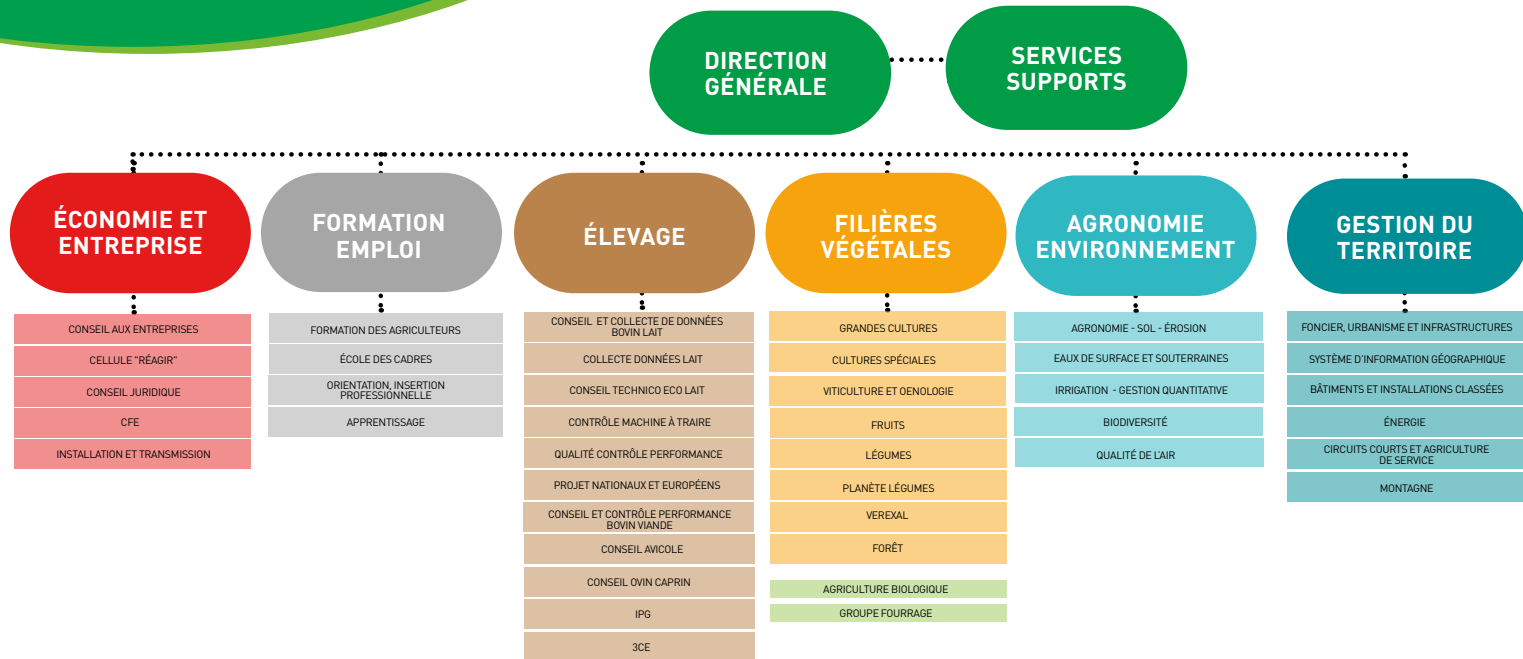 DIRECTION
GÉNÉRALE
SERVICES
SUPPORTS
ÉCONOMIE ET
ENTREPRISE
CONSEIL AUX ENTREPRISES
CELLULE "RÉAGIR"
CONSEIL JURIDIQUE
CFE
INSTALLATION ET TRANSMISSION
FORMATION
EMPLOI
FORMATION DES AGRICULTEURS
ÉCOLE DES CADRES
ORIENTATION, INSERTION
PROFESSIONNELLE
APPRENTISSAGE
ÉLEVAGE
CONSEIL ET COLLECTE DE DONNÉES
BOVIN LAIT
COLLECTE DONNÉES LAIT
CONSEIL TECHNICO ECO LAIT
CONTRÔLE MACHINE À TRAIRE
QUALITÉ CONTRÔLE PERFORMANCE
PROJET NATIONAUX ET EUROPÉENS
CONSEIL ET CONTRÔLE PERFORMANCE
BOVIN VIANDE
CONSEIL AVICOLE
CONSEIL OVIN CAPRIN
IPG
3CE
FILIÈRES
VÉGÉTALES
GRANDES CULTURES
CULTURES SPÉCIALES
VITICULTURE ET OENOLOGIE
FRUITS
LÉGUMES
PLANÈTE LÉGUMES
VEREXAL
FORÊT
AGRICULTURE BIOLOGIQUE
GROUPE FOURRAGE
AGRONOMIE
ENVIRONNEMENT
AGRONOMIE - SOL - ÉROSION
EAUX DE SURFACE ET SOUTERRAINES
IRRIGATION - GESTION QUANTITATIVE
BIODIVERSITÉ
QUALITÉ DE L'AIR
GESTION DU
TERRITOIRE
FONCIER, URBANISME ET INFRASTRUCTURES
SYSTÈME D'INFORMATION GÉOGRAPHIQUE
BÂTIMENTS ET INSTALLATIONS CLASSÉES
ÉNERGIE
CIRCUITS COURTS ET AGRICULTURE
DE SERVICE
MONTAGNE